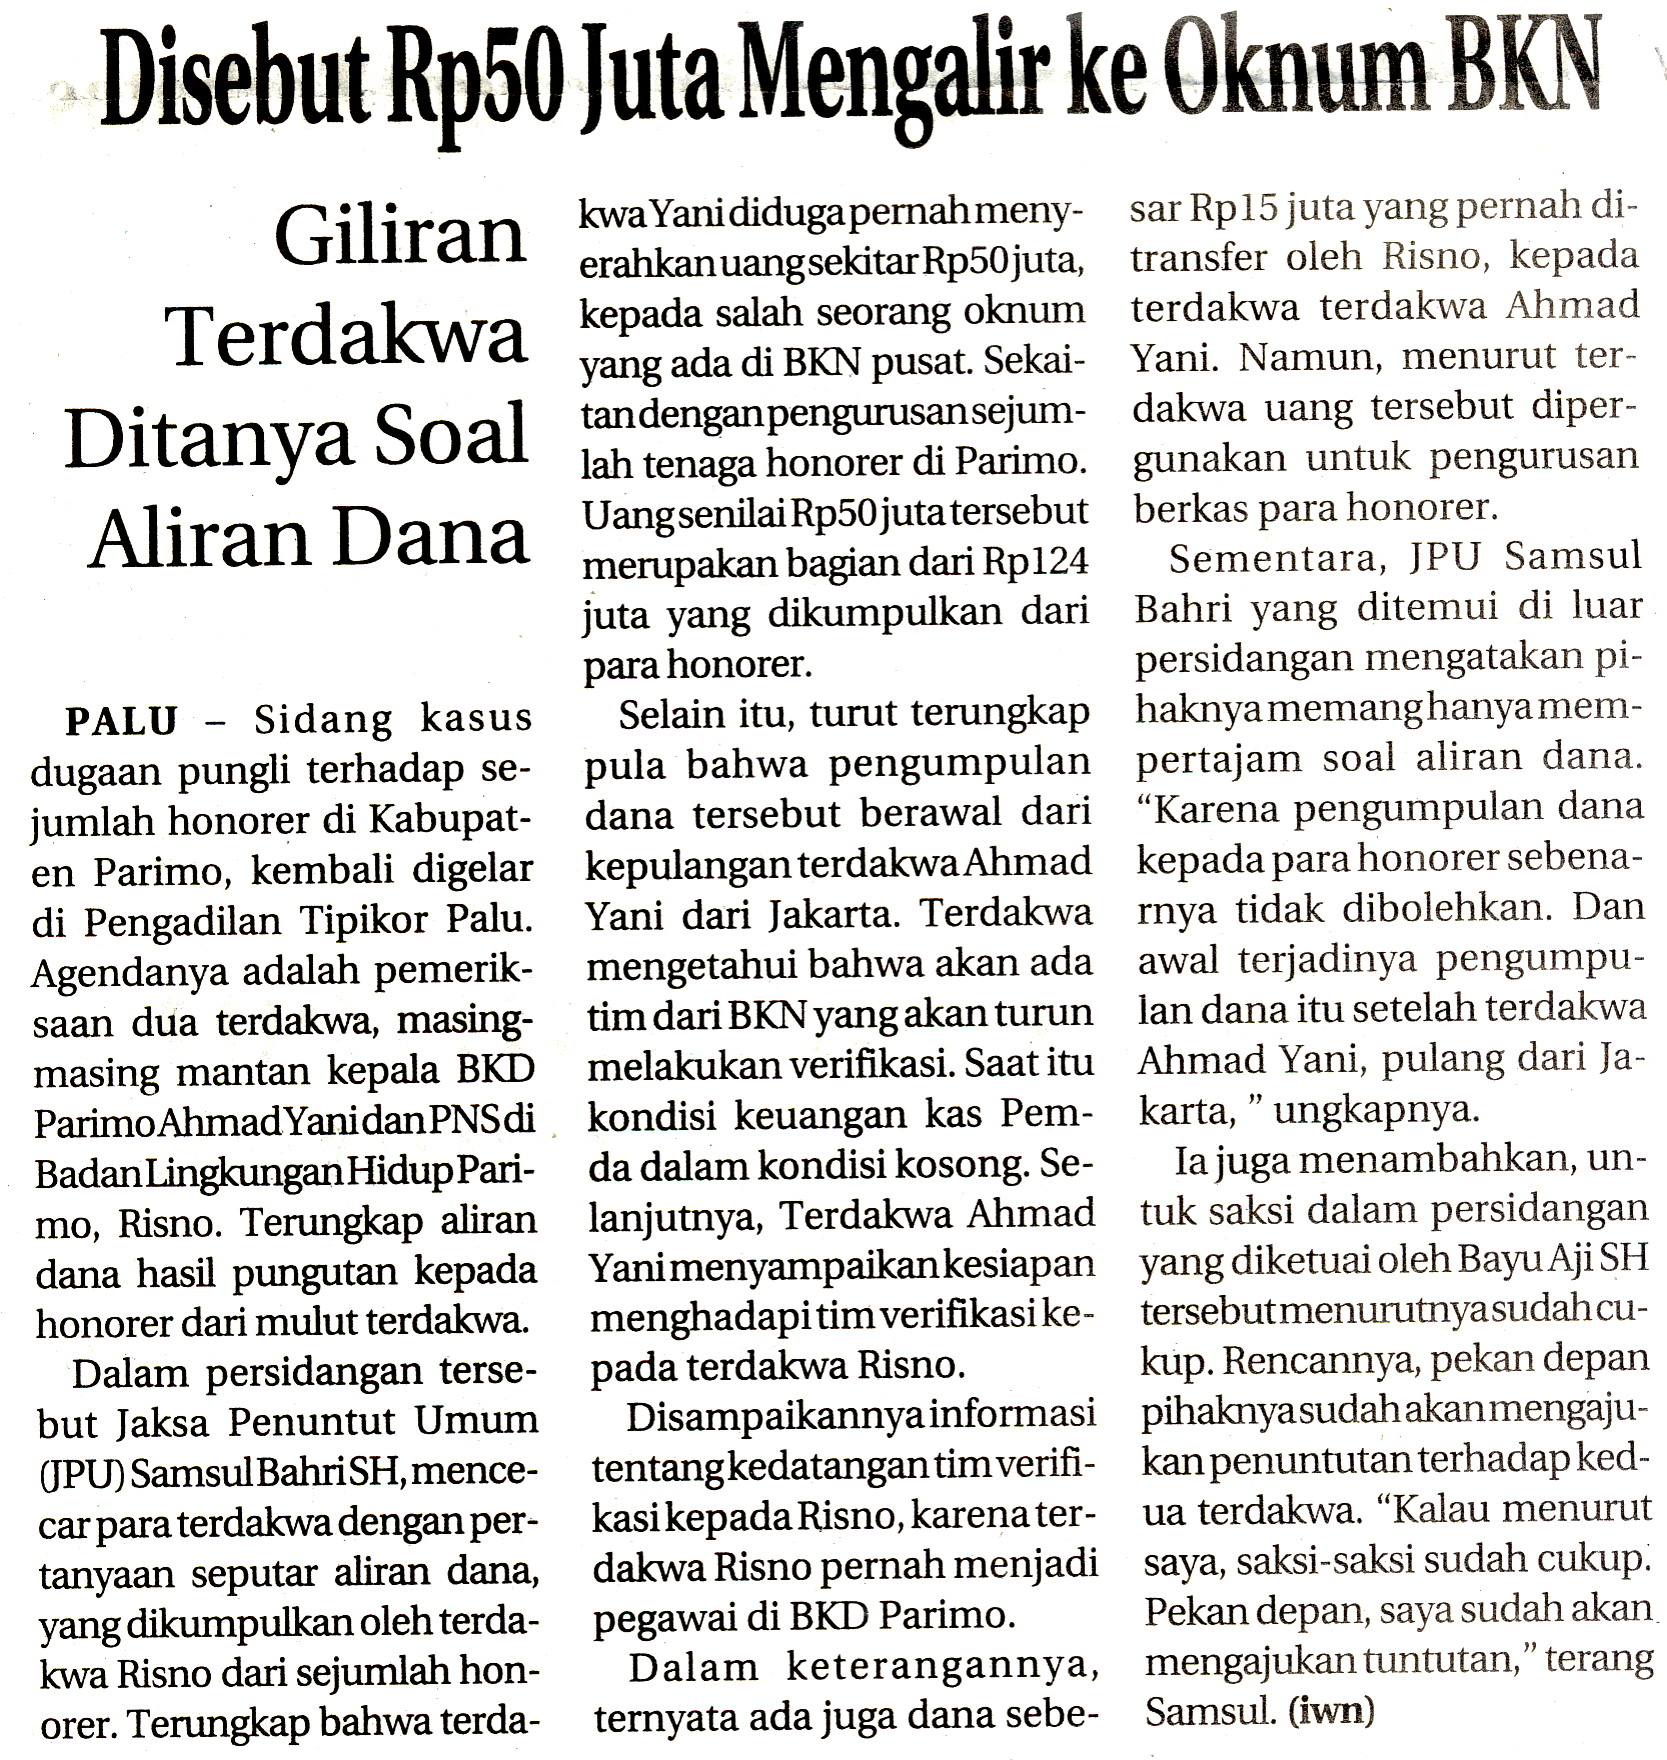 Disebut Rp50 Juta Mengalir ke Oknum BKN
Giliran
Terdakwa
Ditanya Soal
Aliran Dana
PALU – Sidang kasus
dugaan pungli terhadap se-
jumlah honorer di Kabupat-
en Parimo, kembali digelar
di Pengadilan Tipikor Palu.
Agendanya adalah pemerik-
saan dua terdakwa, masing-
masing mantan kepala BKD
Parimo Ahmad Yani dan PNS di
Badan Lingkungan Hidup Pari-
mo, Risno. Terungkap aliran
dana hasil pungutan kepada
honorer dari mulut terdakwa.
Dalam persidangan terse-
but Jaksa Penuntut Umum
(JPU) Samsul Bahri SH, mence-
car para terdakwa dengan per-
tanyaan seputar aliran dana,
yang dikumpulkan oleh terda-
kwa Risno dari sejumlah hon-
orer. Terungkap bahwa terda-
kwa Yani diduga pernah meny-
erahkan uang sekitar Rp50 juta,
kepada salah seorang oknum
yang ada di BKN pusat. Sekai-
tan dengan pengurusan sejum-
lah tenaga honorer di Parimo.
Uang senilai Rp50 juta tersebut
merupakan bagian dari Rp124
juta yang dikumpulkan dari
para honorer.
Selain itu, turut terungkap
pula bahwa pengumpulan
dana tersebut berawal dari
kepulangan terdakwa Ahmad
Yani dari Jakarta. Terdakwa
mengetahui bahwa akan ada
tim dari BKN yang akan turun
melakukan verifikasi. Saat itu
kondisi keuangan kas Pem-
da dalam kondisi kosong. Se-
lanjutnya, Terdakwa Ahmad
Yani menyampaikan kesiapan
menghadapi tim verifikasi ke-
pada terdakwa Risno.
Disampaikannya informasi
tentang kedatangan tim verifi-
kasi kepada Risno, karena ter-
dakwa Risno pernah menjadi
pegawai di BKD Parimo.
Dalam keterangannya,
ternyata ada juga dana sebe-
sar Rp15 juta yang pernah di-
transfer oleh Risno, kepada
terdakwa terdakwa Ahmad
Yani. Namun, menurut ter-
dakwa uang tersebut diper-
gunakan untuk pengurusan
berkas para honorer.
Sementara, JPU Samsul
Bahri yang ditemui di luar
persidangan mengatakan pi-
haknya memang hanya mem-
pertajam soal aliran dana.
“Karena pengumpulan dana
kepada para honorer sebena-
rnya tidak dibolehkan. Dan
awal terjadinya pengumpu-
lan dana itu setelah terdakwa
Ahmad Yani, pulang dari Ja-
karta, ” ungkapnya.
Ia juga menambahkan, un-
tuk saksi dalam persidangan
yang diketuai oleh Bayu Aji SH
tersebut menurutnya sudah cu-
kup. Rencannya, pekan depan
pihaknya sudah akan mengaju-
kan penuntutan terhadap ked-
ua terdakwa. “Kalau menurut
saya, saksi-saksi sudah cukup.
Pekan depan, saya sudah akan
mengajukan tuntutan,” terang
Samsul. (iwn)